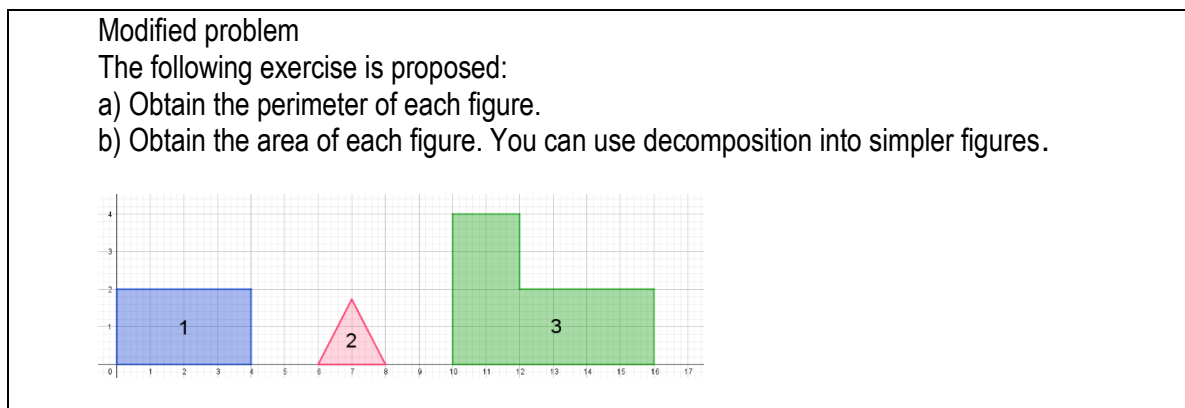 Modified problem
The following exercise is proposed:
a) Obtain the perimeter of each figure.
b) Obtain the area of each figure. You can use decomposition into simpler figures.
4
3
2
1
1
2
3
0 1 2 3 4 5 6 7 8 9 10 11 12 13 14 15 16 17